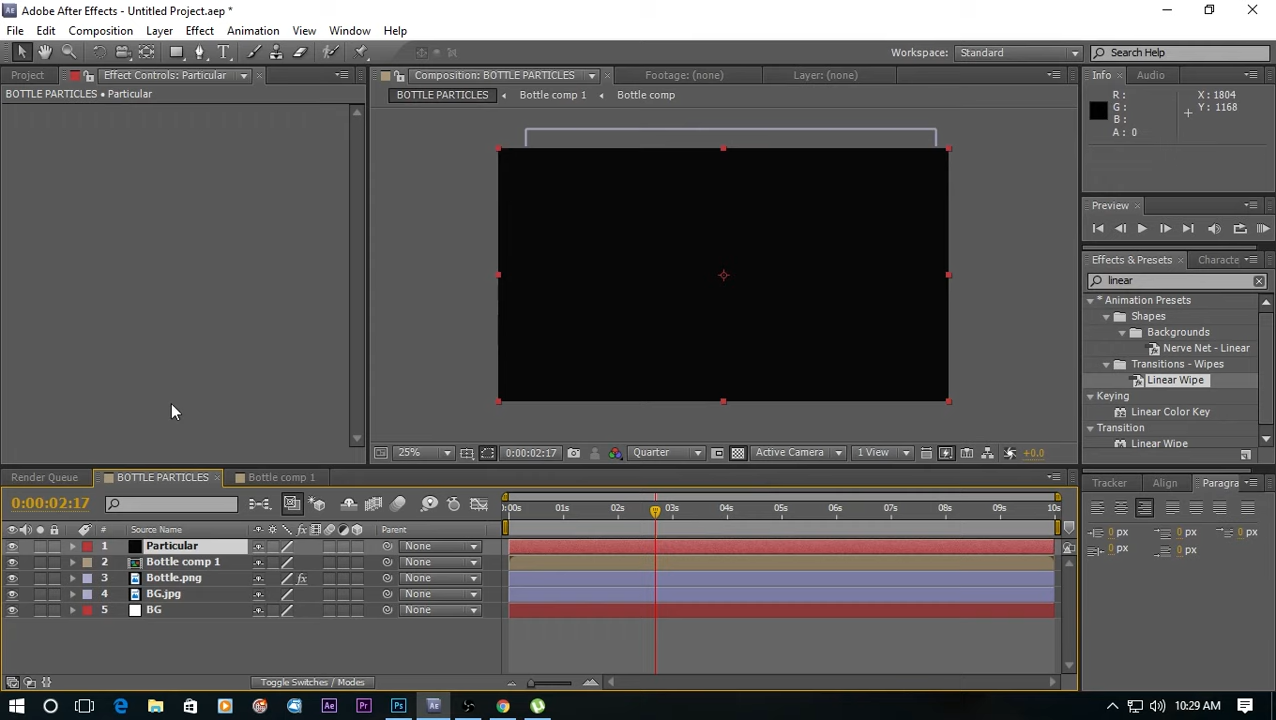 Adobe After Effects - Untitled Project.aep *
File Edit Composition Layer Effect Animation View Window Help
Workspace: Standard Search Help
Project Effect Controls: Particular Composition: BOTTLE PARTICLES Footage: (none) Layer: (none) Info Audio
BOTTLE PARTICLES • Particular
BOTTLE PARTICLES Bottle comp 1 Bottle comp
R:
G:
B:
A: 0
X: 1804
Y: 1168
Preview
Effects & Presets Characte
linear
* Animation Presets
Shapes
Backgrounds
Nerve Net - Linear
Transitions - Wipes
Linear Wipe
Keying
Linear Color Key
Transition
Linear Wipe
25% 0:00:02:17 Quarter Active Camera 1 View +0.0
Render Queue BOTTLE PARTICLES Bottle comp 1
Tracker Align Paragra
0:00:02:17
0:00s 01s 02s 03s 04s 05s 06s 07s 08s 09s 10s
# Source Name Parent
1 Particular None
2 Bottle comp 1 None
3 Bottle.png None
4 BG.jpg None
5 BG None
0 px 0 px 0 px
0 px 0 px
Toggle Switches / Modes
10:29 AM